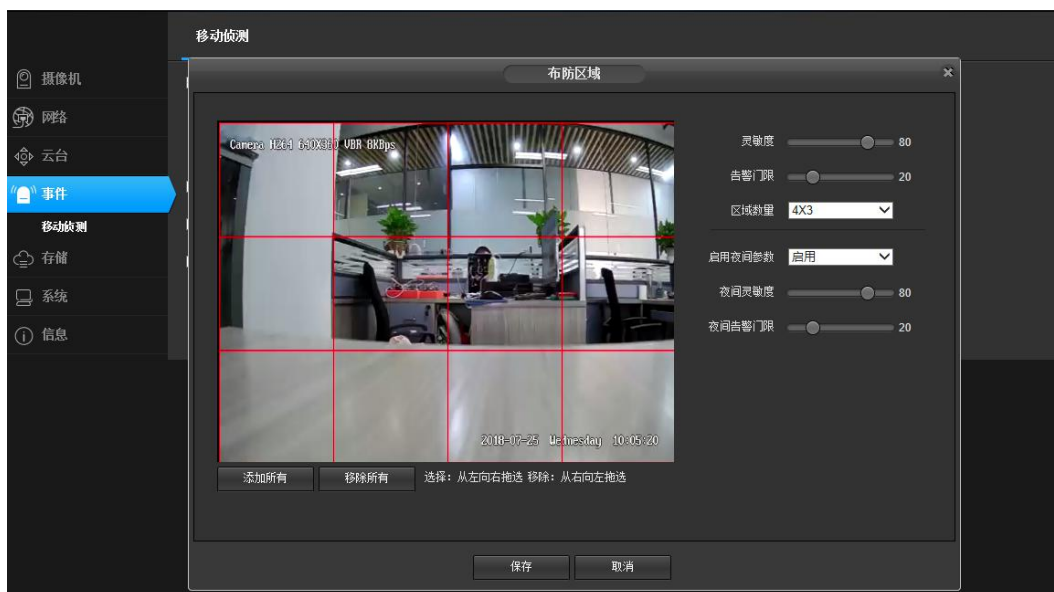 移动侦测
摄像机
网络
云台
事件
移动侦测
存储
系统
信息
布防区域
Camera H264 640X360 VBR 8KBps
2018-07-25 Wednesday 10:05:20
添加所有
移除所有
选择：从左向右拖选 移除：从右向左拖选
灵敏度 80
告警门限 20
区域数量 4X3
启用夜间参数 启用
夜间灵敏度 80
夜间告警门限 20
保存
取消